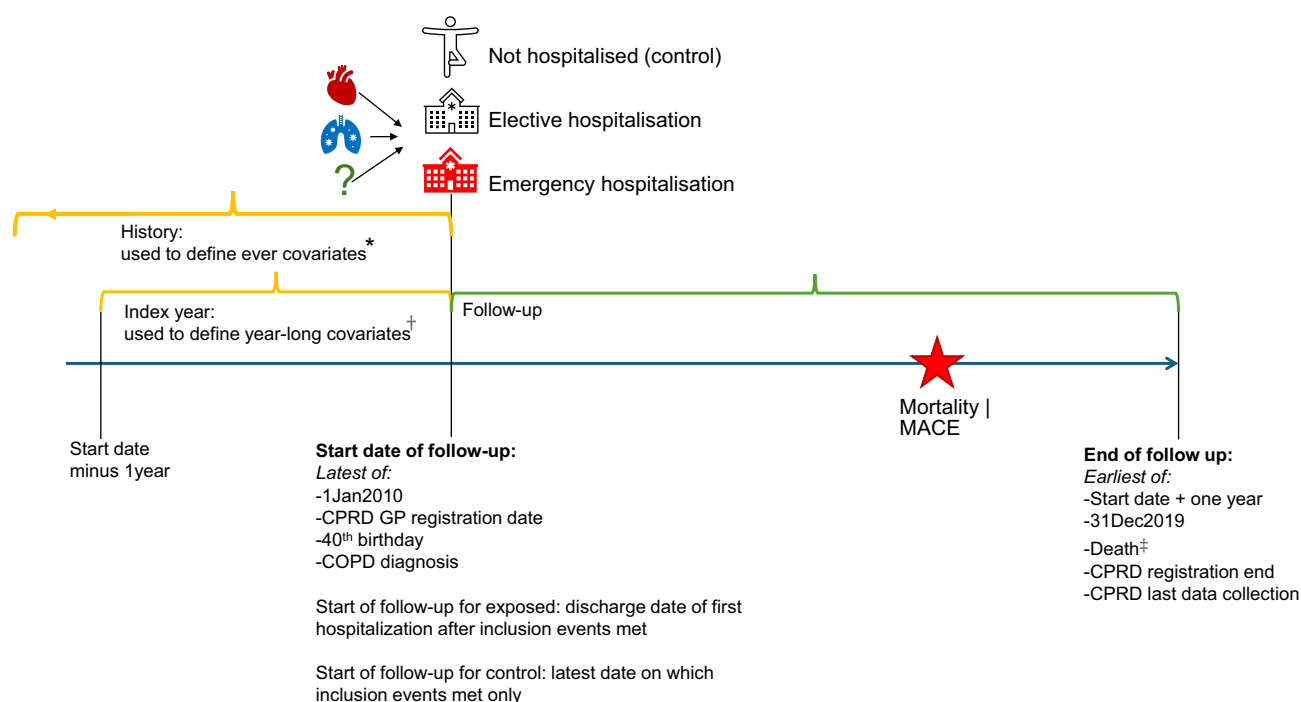 Not hospitalised (control)
Elective hospitalisation
?
Emergency hospitalisation
History:
used to define ever covariates*
Index year:
used to define year-long covariates†
Follow-up
Mortality |
MACE
Start date
minus 1year
Start date of follow-up:
Latest of:
-1Jan2010
-CPRD GP registration date
-40th birthday
-COPD diagnosis
Start of follow-up for exposed: discharge date of first
hospitalization after inclusion events met
Start of follow-up for control: latest date on which
inclusion events met only
End of follow up:
Earliest of:
-Start date + one year
-31Dec2019
-Death‡
-CPRD registration end
-CPRD last data collection